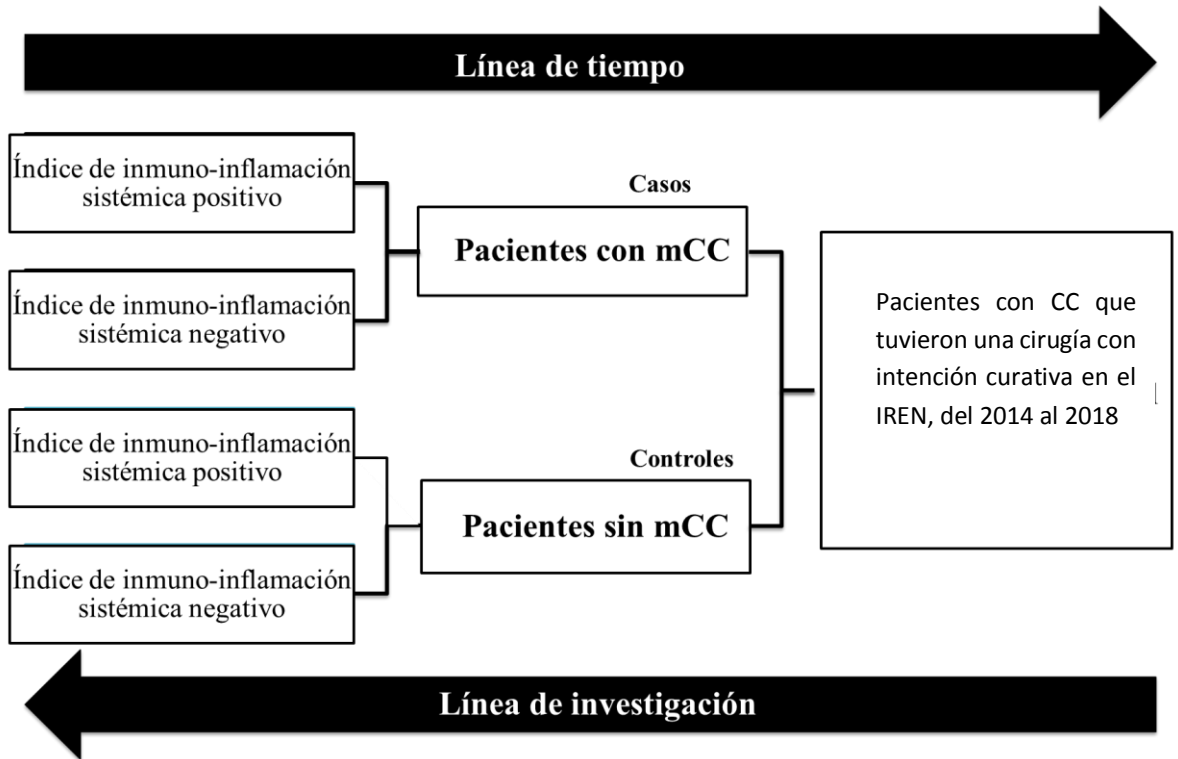 Línea de tiempo
Índice de inmuno-inflamación
sistémica positivo
Índice de inmuno-inflamación
sistémica negativo
Índice de inmuno-inflamación
sistémica positivo
Índice de inmuno-inflamación
sistémica negativo
Casos
Pacientes con mCC
Controles
Pacientes sin mCC
Pacientes con CC que
tuvieron una cirugía con
intención curativa en el
IREN, del 2014 al 2018
Línea de investigación